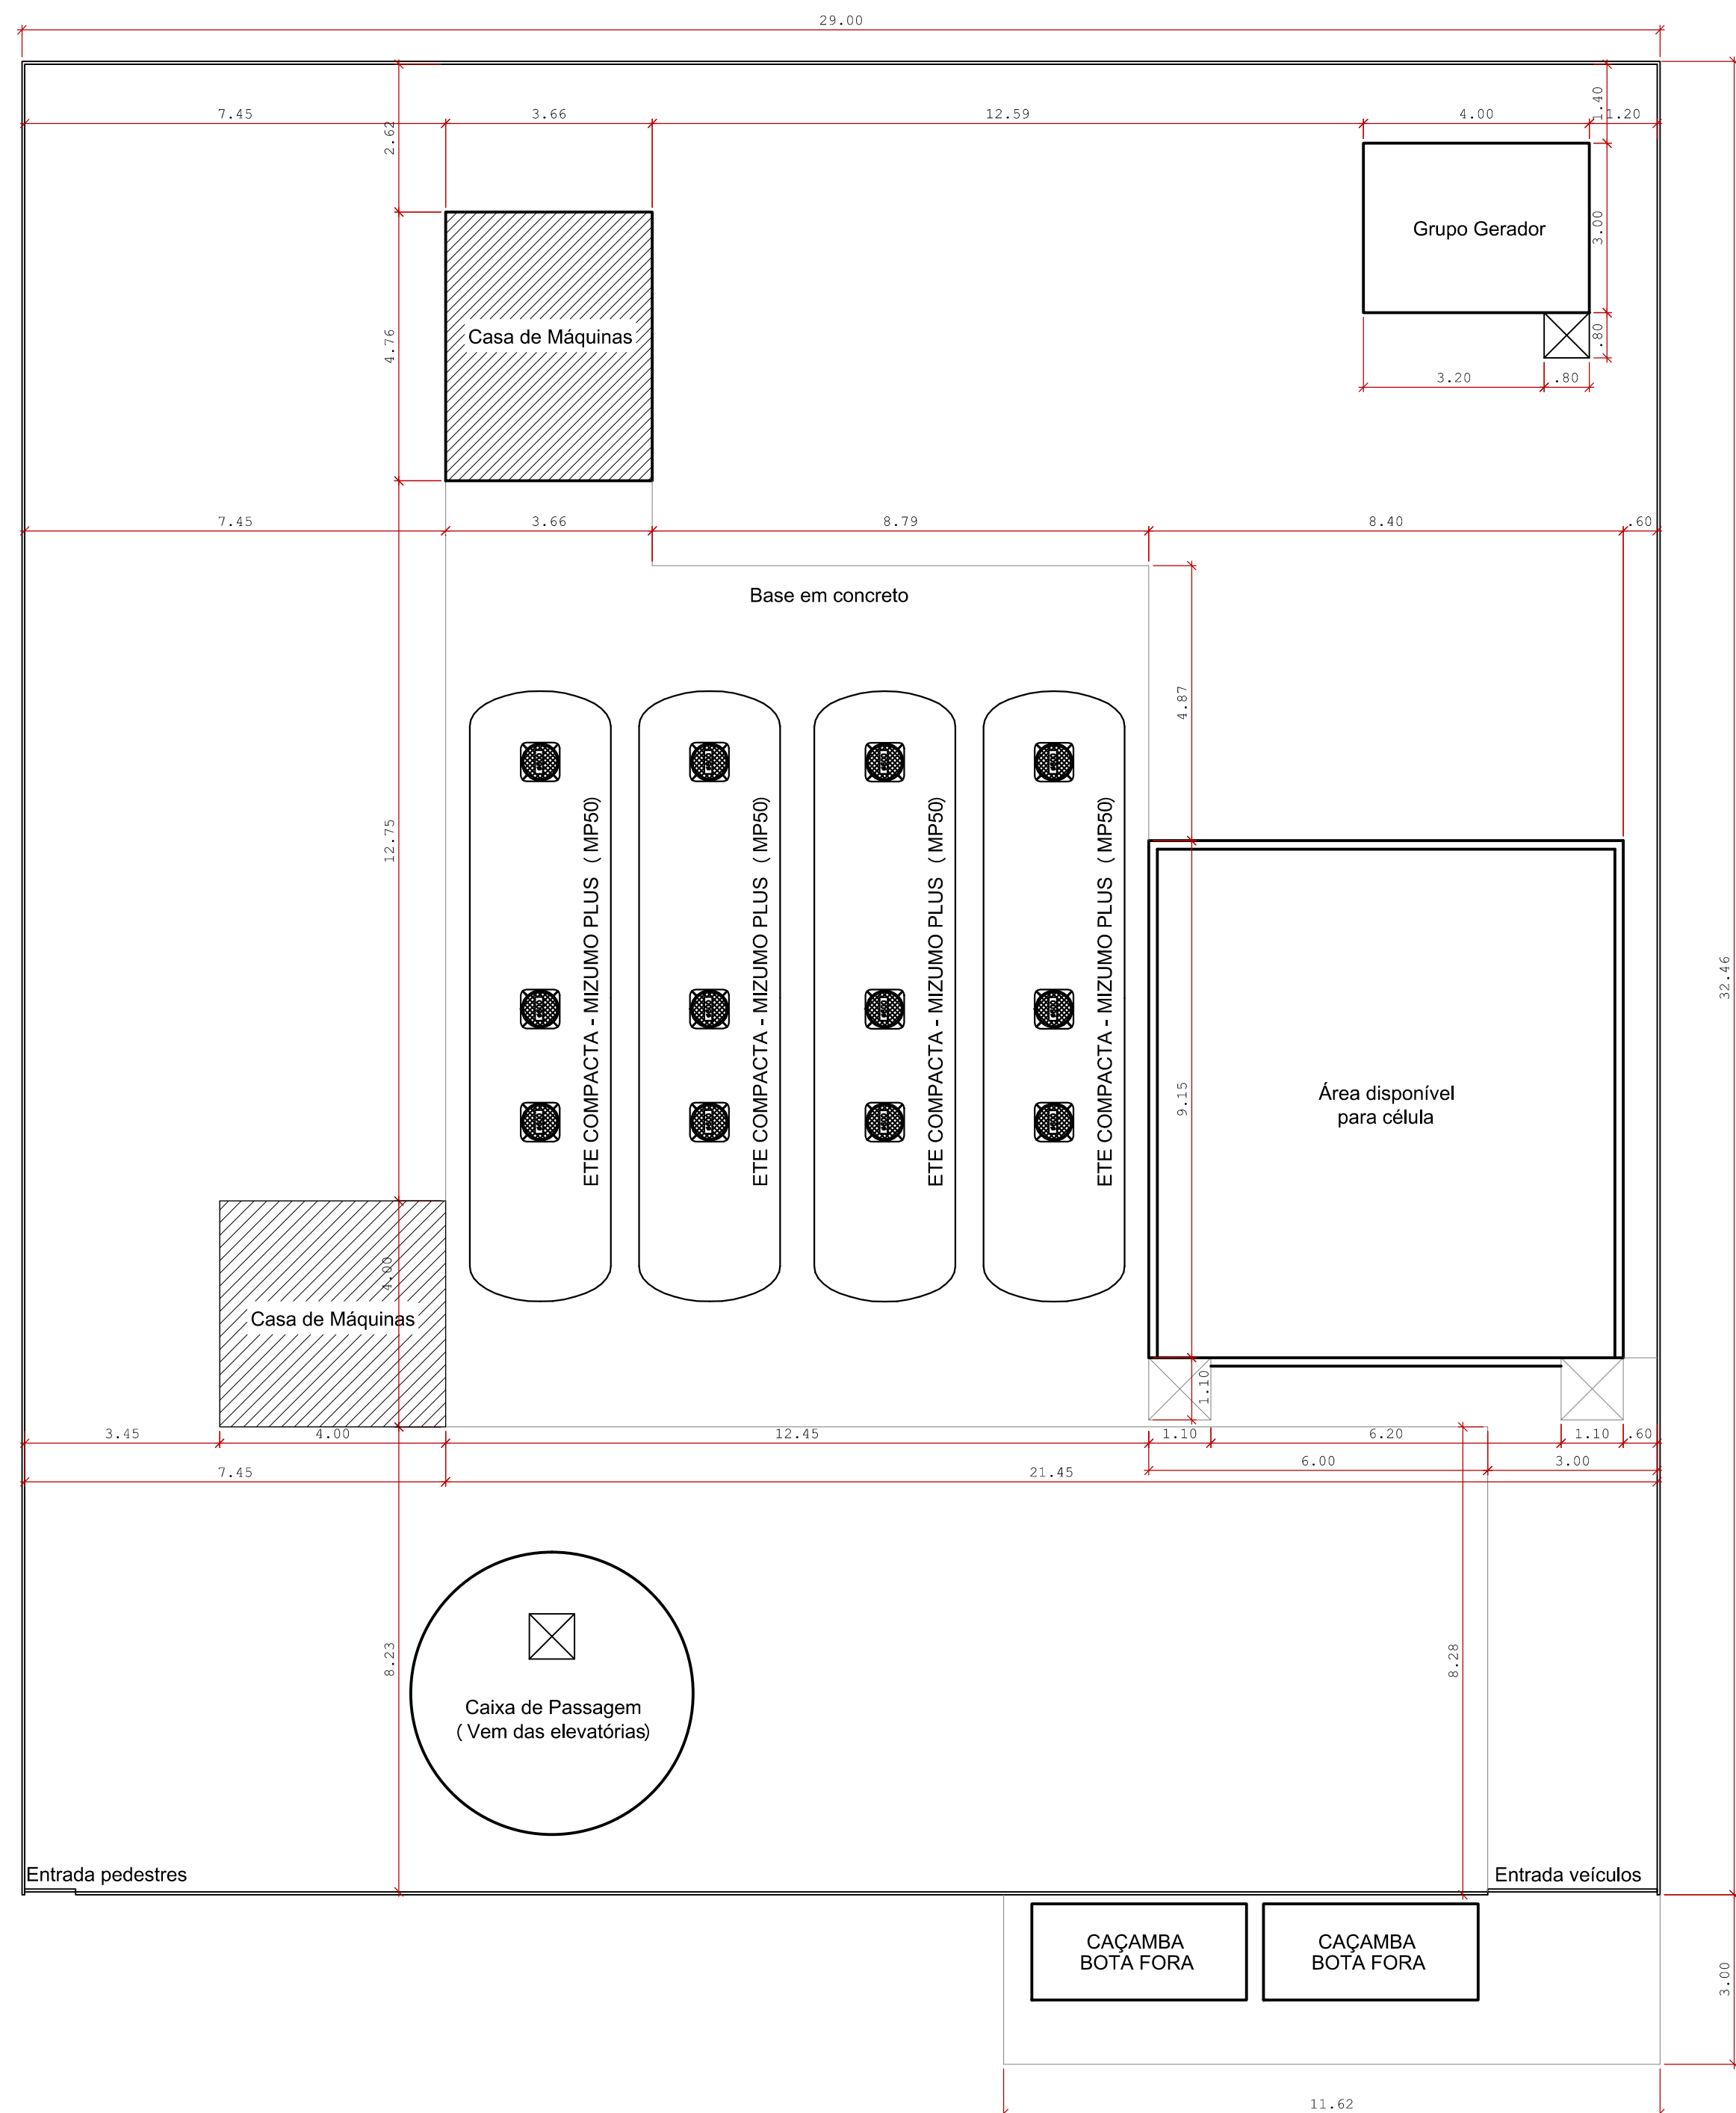 29.00
7.45
3.66
12.59
4.00
1.20
1.40
2.62
Grupo Gerador
3.00
Casa de Máquinas
4.76
.80
3.20
.80
7.45
3.66
8.79
8.40
.60
Base em concreto
4.87
ETE COMPACTA - MIZUMO PLUS ( MP50)
ETE COMPACTA - MIZUMO PLUS ( MP50)
ETE COMPACTA - MIZUMO PLUS ( MP50)
ETE COMPACTA - MIZUMO PLUS ( MP50)
12.75
32.46
9.15
Área disponível
para célula
4.00
Casa de Máquinas
1.10
3.45
4.00
12.45
1.10
6.20
1.10
.60
6.00
3.00
7.45
21.45
8.23
8.28
Caixa de Passagem
( Vem das elevatórias)
Entrada pedestres
Entrada veículos
CAÇAMBA
BOTA FORA
CAÇAMBA
BOTA FORA
3.00
11.62